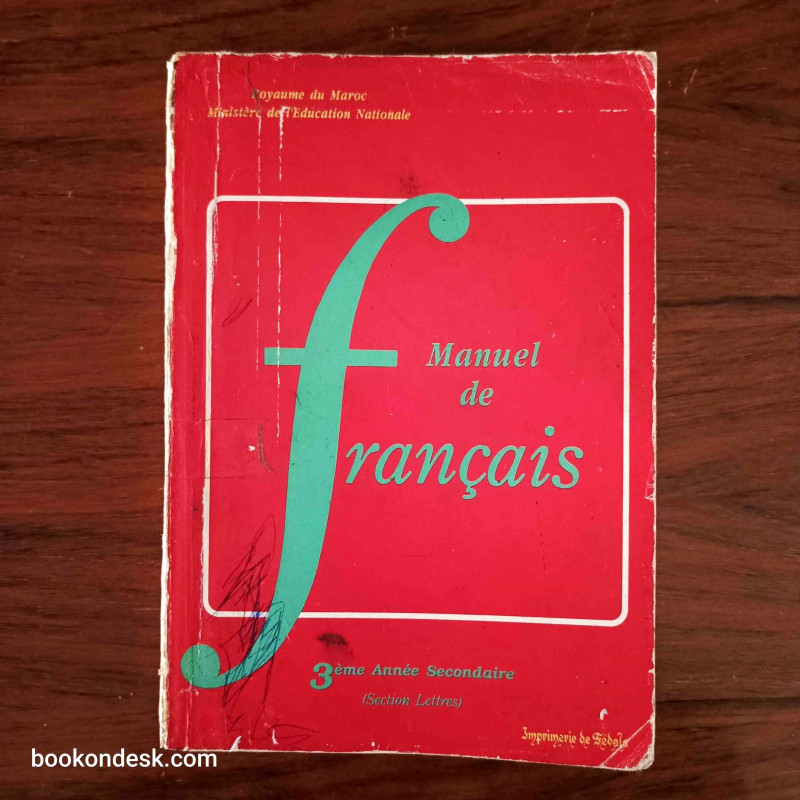 Royaume du Maroc
Ministère de l'Education Nationale
Manuel
de
français
3ème Année Secondaire
(Section Lettres)
Imprimerie de Fédala
bookondesk.com